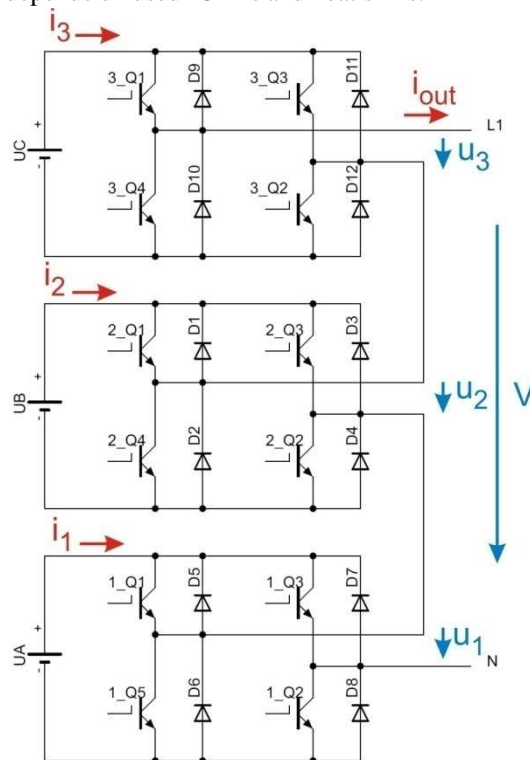 i3
3_Q1
D9
3_Q3
D11
iout
L1
UC
+
-
u3
3_Q4
D10
3_Q2
D12
i2
2_Q1
D1
2_Q3
D3
UB
+
-
u2
V
2_Q4
D2
2_Q2
D4
i1
1_Q1
D5
1_Q3
D7
UA
+
-
u1
N
1_Q5
D6
1_Q2
D8